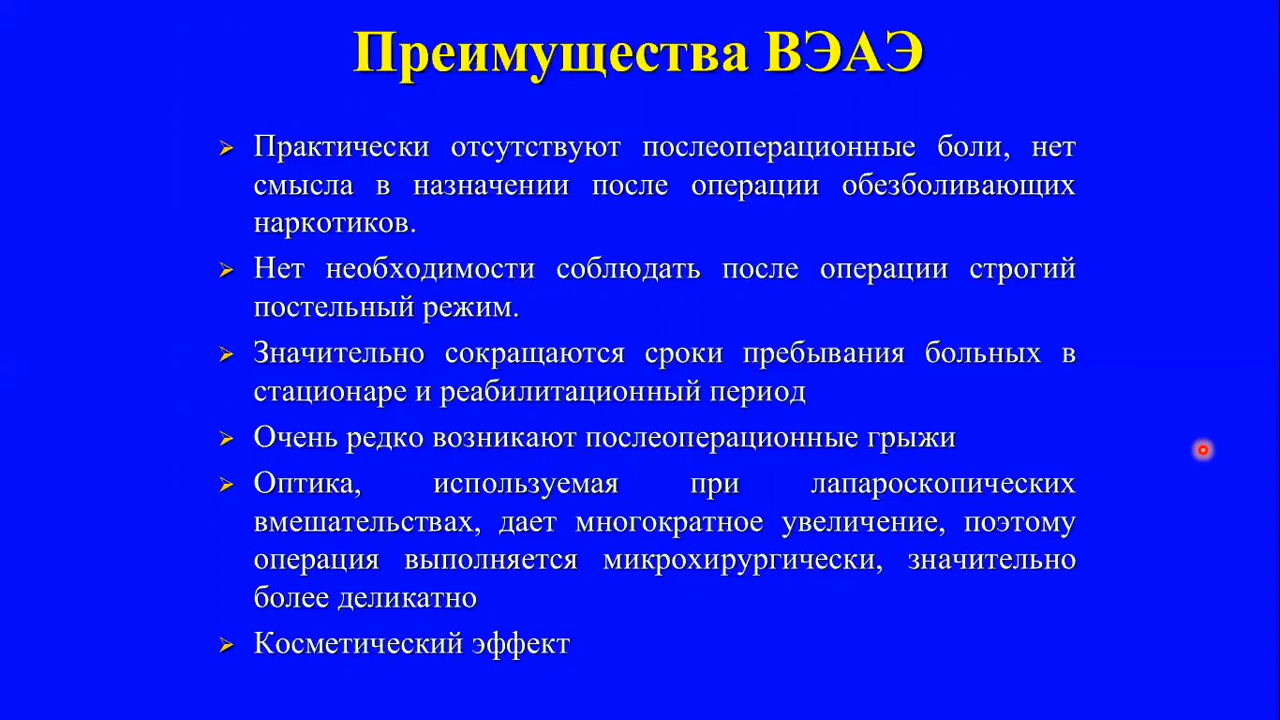 Преимущества ВЭАЭ
Практически отсутствуют послеоперационные боли, нет
смысла в назначении после операции обезболивающих
наркотиков.
Нет необходимости соблюдать после операции строгий
постельный режим.
Значительно сокращаются сроки пребывания больных в
стационаре и реабилитационный период
Очень редко возникают послеоперационные грыжи
Оптика, используемая при лапароскопических
вмешательствах, дает многократное увеличение, поэтому
операция выполняется микрохирургически, значительно
более деликатно
Косметический эффект